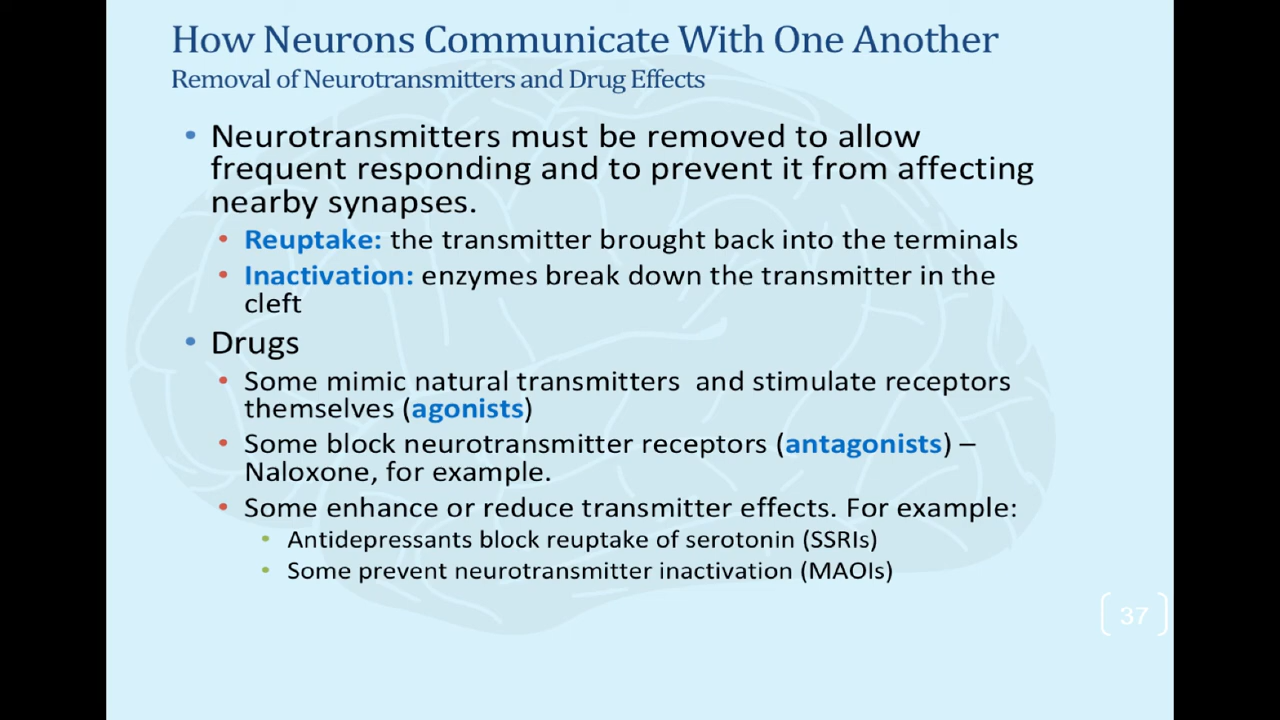 How Neurons Communicate With One Another
Removal of Neurotransmitters and Drug Effects
• Neurotransmitters must be removed to allow
frequent responding and to prevent it from affecting
nearby synapses.
• Reuptake: the transmitter brought back into the terminals
• Inactivation: enzymes break down the transmitter in the
cleft
• Drugs
• Some mimic natural transmitters  and stimulate receptors
themselves (agonists)
• Some block neurotransmitter receptors (antagonists) –
Naloxone, for example.
• Some enhance or reduce transmitter effects. For example:
• Antidepressants block reuptake of serotonin (SSRIs)
• Some prevent neurotransmitter inactivation (MAOIs)
37